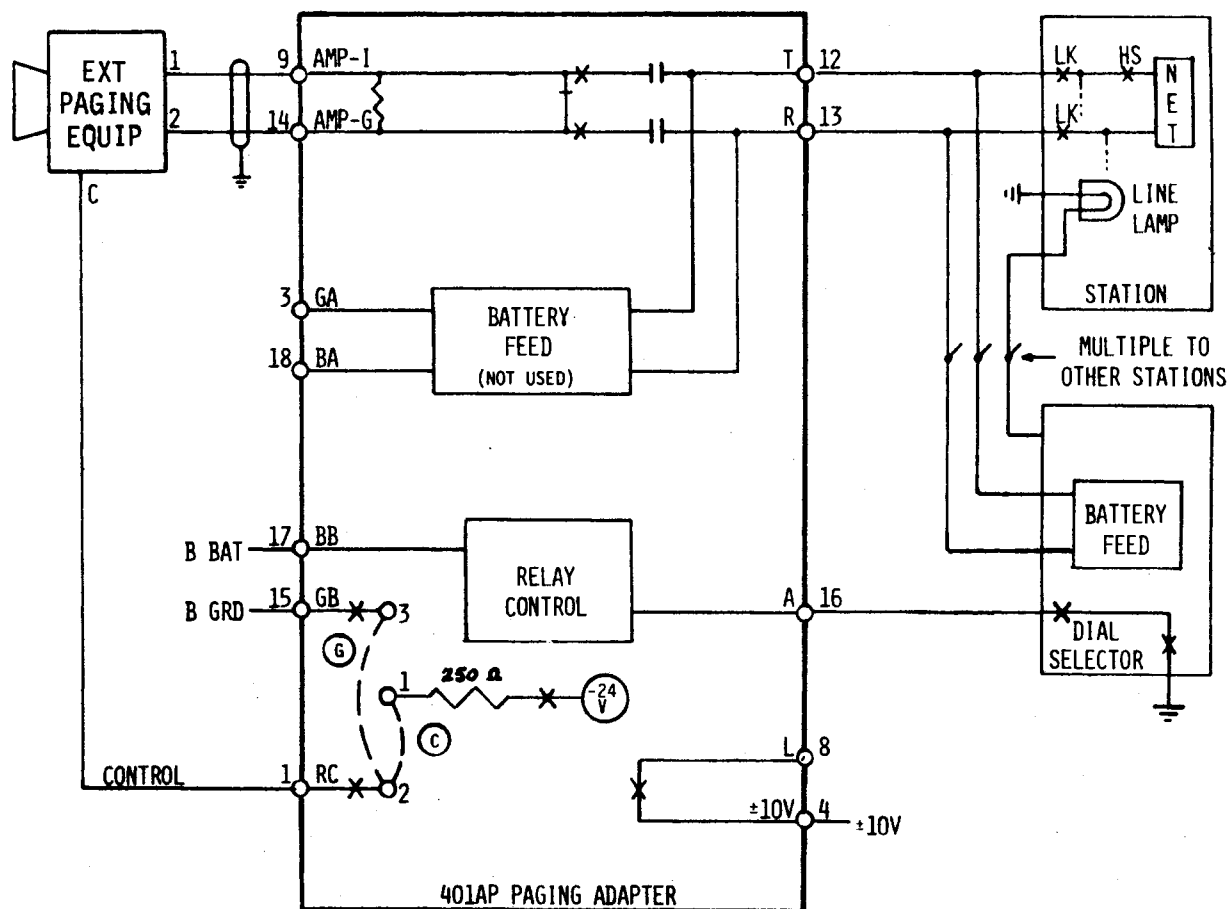 EXT
PAGING
EQUIP
1
2
C
9
AMP-I
14
AMP-G
T
12
R
13
LK
HS
LK
NET
LINE
LAMP
STATION
3
GA
18
BA
BATTERY
FEED
(NOT USED)
MULTIPLE TO
OTHER STATIONS
BATTERY
FEED
B BAT
17
BB
B GRD
15
GB
3
G
RELAY
CONTROL
A
16
DIAL
SELECTOR
1
250 Ω
-24
V
C
CONTROL
1
RC
2
L
8
±10V
4
±10V
401AP PAGING ADAPTER